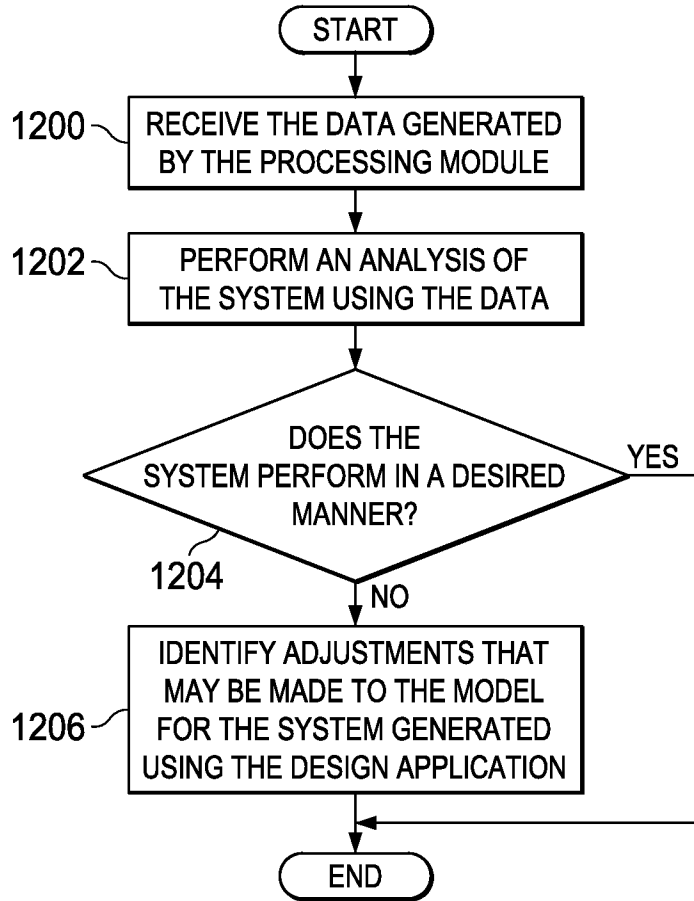 START
1200
RECEIVE THE DATA GENERATED
BY THE PROCESSING MODULE
1202
PERFORM AN ANALYSIS OF
THE SYSTEM USING THE DATA
DOES THE
SYSTEM PERFORM IN A DESIRED
MANNER?
YES
1204
NO
1206
IDENTIFY ADJUSTMENTS THAT
MAY BE MADE TO THE MODEL
FOR THE SYSTEM GENERATED
USING THE DESIGN APPLICATION
END